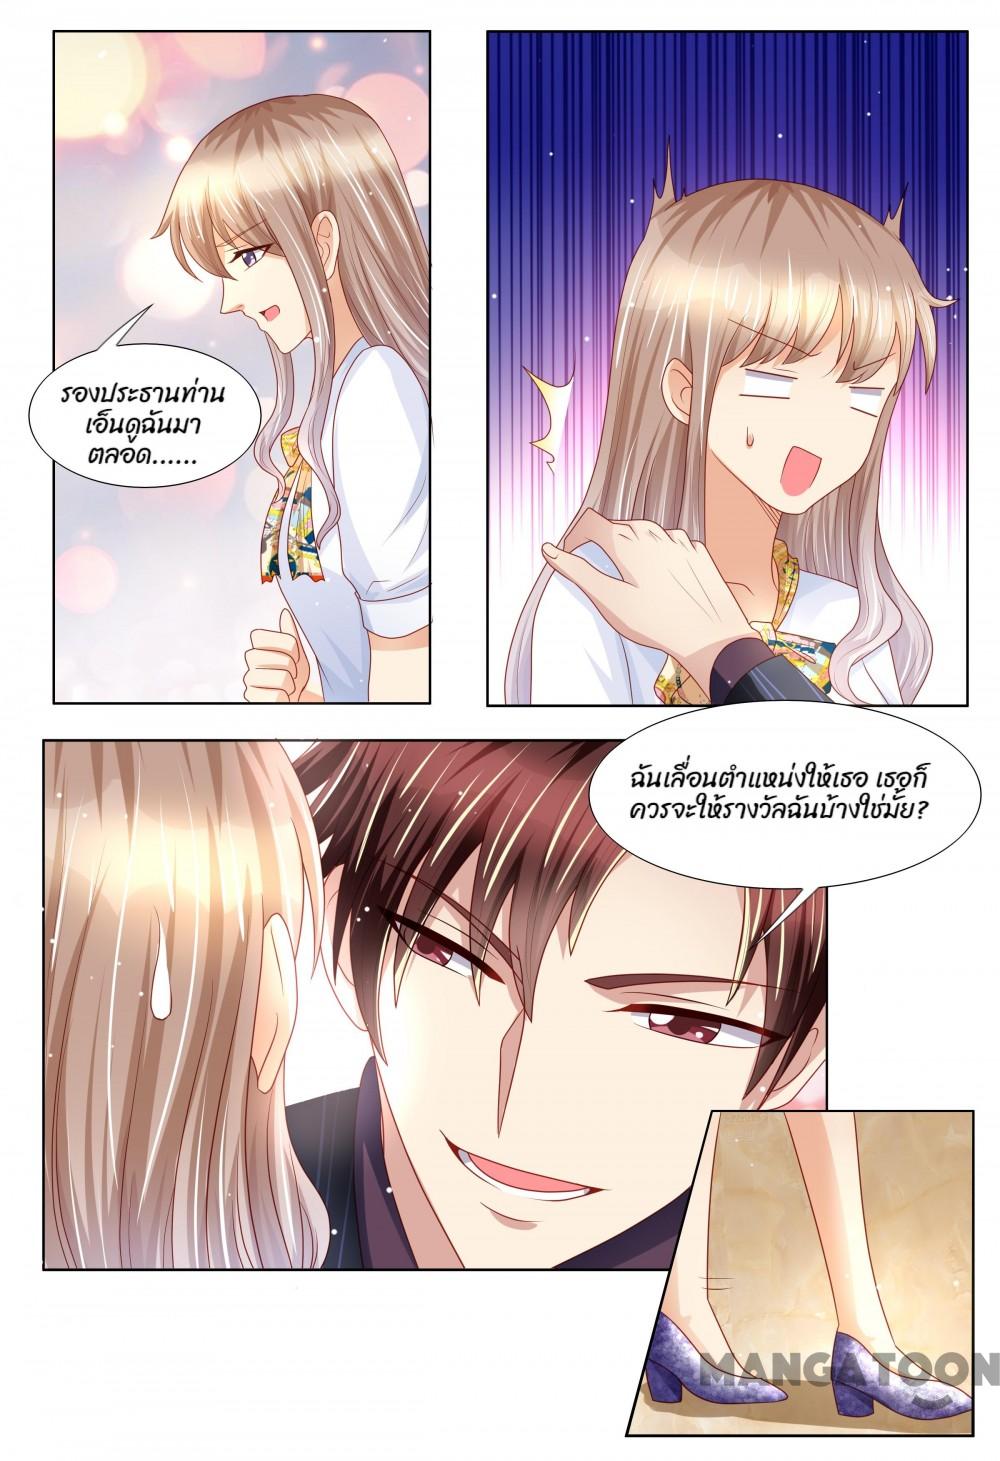 รองประธานท่าน
เอ็นดูฉันมา
ตลอด......
ฉันเลื่อนตำแหน่งให้เธอ เธอก็
ควรจะให้รางวัลฉันบ้างใช่มั้ย?
MANGATOON